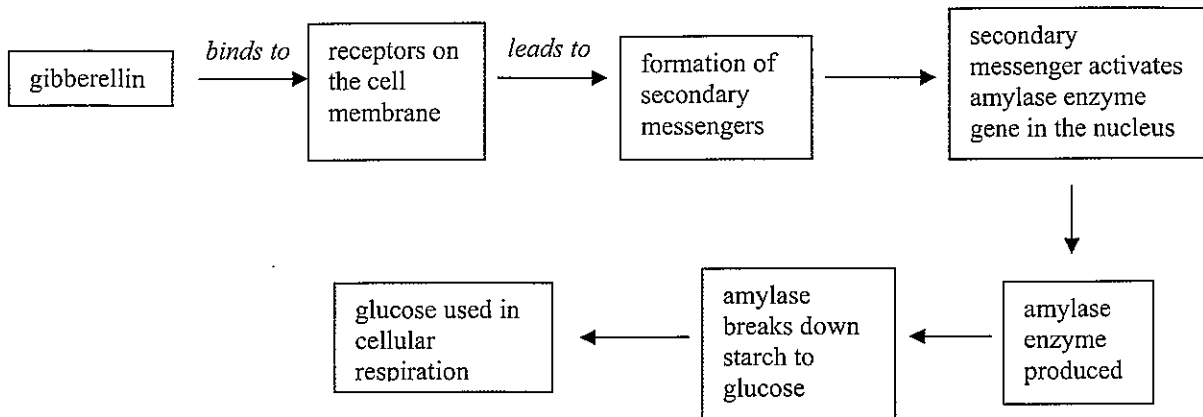 gibberellin
binds to
receptors on
the cell
membrane
leads to
formation of
secondary
messengers
secondary
messenger activates
amylase enzyme
gene in the nucleus
amylase
enzyme
produced
amylase
breaks down
starch to
glucose
glucose used in
cellular
respiration